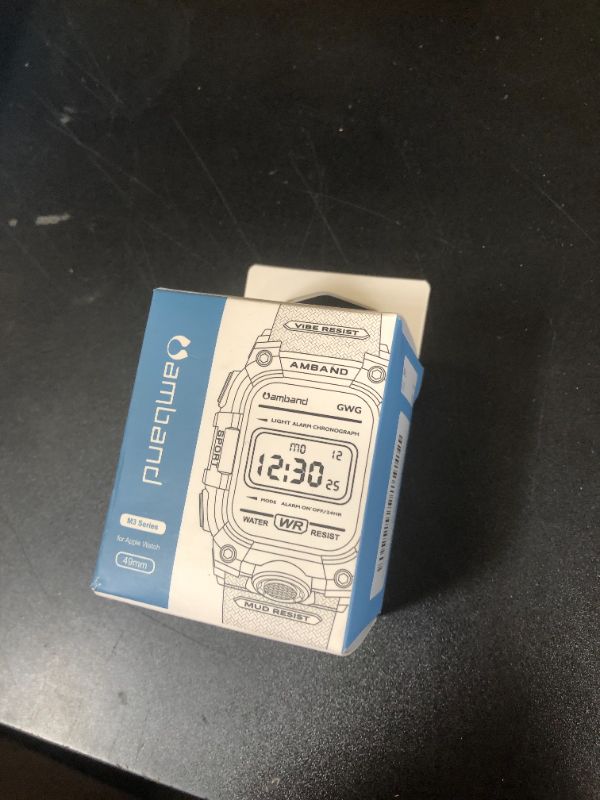 amband
M3 Series
for Apple Watch
49mm
VIBE RESIST
AMBAND
amband GWG
LIGHT ALARM CHRONOGRAPH
SPORT
MO 12
12:30 25
MODE ALARM ON'OFF/24HR
WATER WR RESIST
MUD RESIST